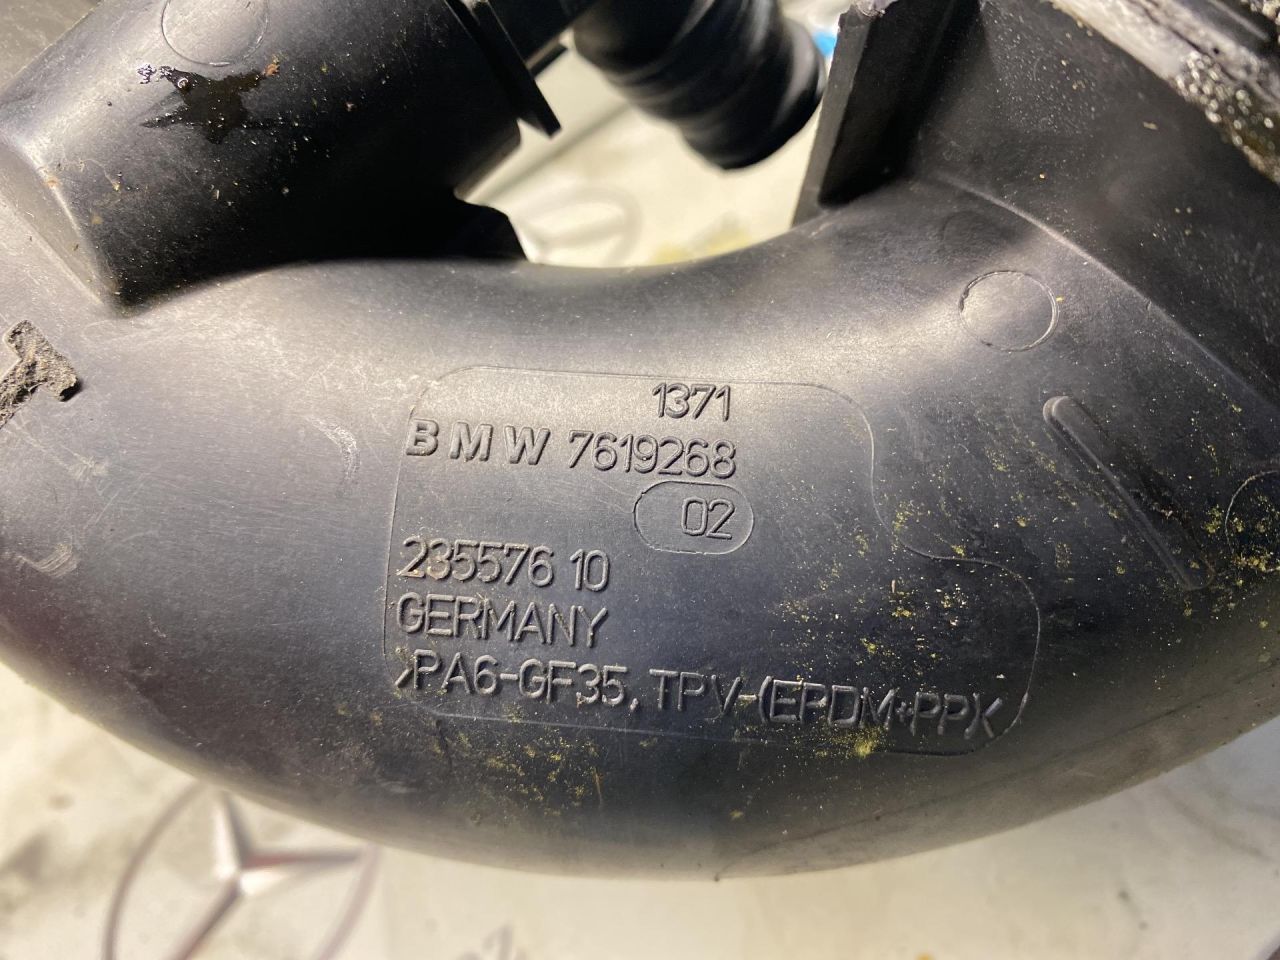 1371
BMW 7619268
02
235576 10
GERMANY
>PA6-GF35, TPV-(EPDM+PP)<